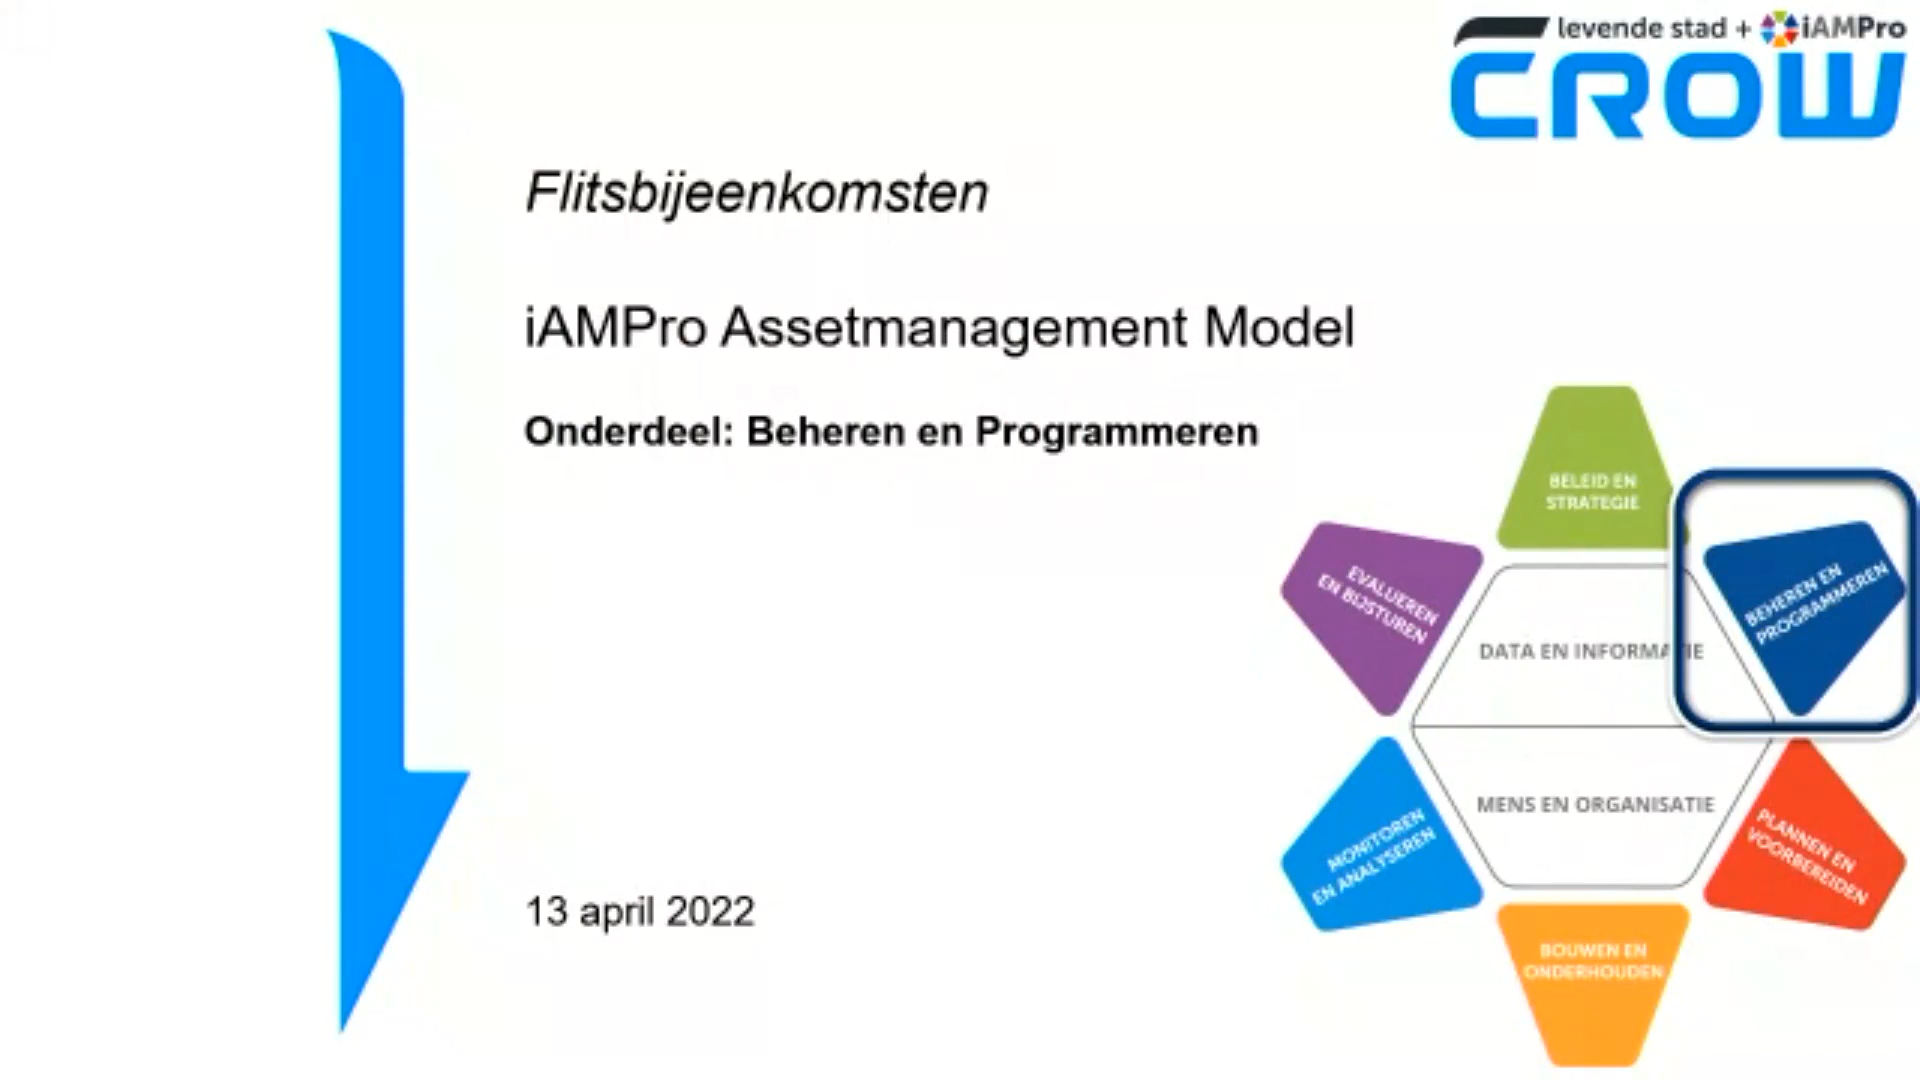 levende stad + iAMPro
CROW
Flitsbijeenkomsten
iAMPro Assetmanagement Model
Onderdeel: Beheren en Programmeren
BELEID EN
STRATEGIE
BEHEREN EN
PROGRAMMEREN
EVALUEREN
EN BIJSTUREN
DATA EN INFORMATIE
MENS EN ORGANISATIE
MONITOREN
EN ANALYSEREN
PLANNEN EN
VOORBEREIDEN
13 april 2022
BOUWEN EN
ONDERHOUDEN